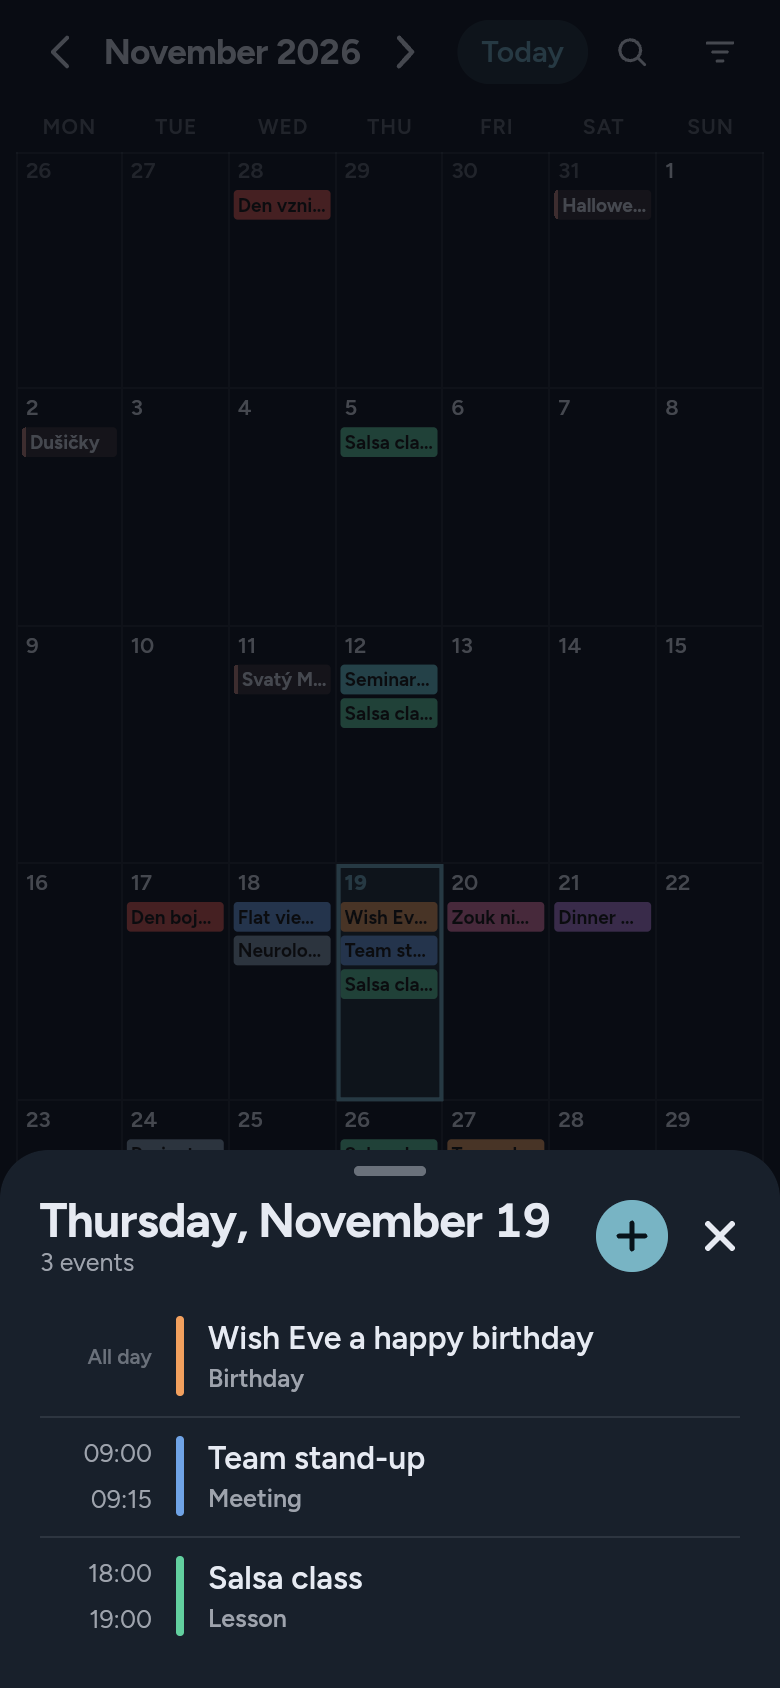 November 2026 Today
MON TUE WED THU FRI SAT SUN
26 27 28 29 30 31 1
Den vzni... Hallowe...
2 3 4 5 6 7 8
Dušičky Salsa cla...
9 10 11 12 13 14 15
Svatý M... Seminar...
Salsa cla...
16 17 18 19 20 21 22
Den boj... Flat vie... Wish Ev... Zouk ni... Dinner ...
Neurolo... Team st...
Salsa cla...
23 24 25 26 27 28 29
Thursday, November 19
3 events
All day
Wish Eve a happy birthday
Birthday
09:00
09:15
Team stand-up
Meeting
18:00
19:00
Salsa class
Lesson